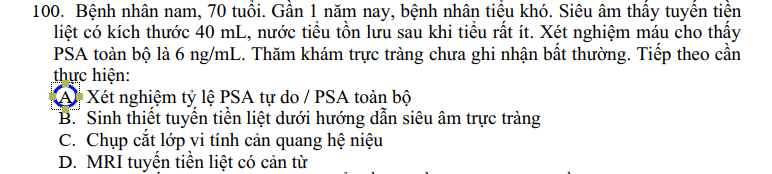 100. Bệnh nhân nam, 70 tuổi. Gần 1 năm nay, bệnh nhân tiểu khó. Siêu âm thấy tuyến tiền
liệt có kích thước 40 mL, nước tiểu tồn lưu sau khi tiểu rất ít. Xét nghiệm máu cho thấy
PSA toàn bộ là 6 ng/mL. Thăm khám trực tràng chưa ghi nhận bất thường. Tiếp theo cần
thực hiện:
A. Xét nghiệm tỷ lệ PSA tự do / PSA toàn bộ
B. Sinh thiết tuyến tiền liệt dưới hướng dẫn siêu âm trực tràng
C. Chụp cắt lớp vi tính cản quang hệ niệu
D. MRI tuyến tiền liệt có cản từ